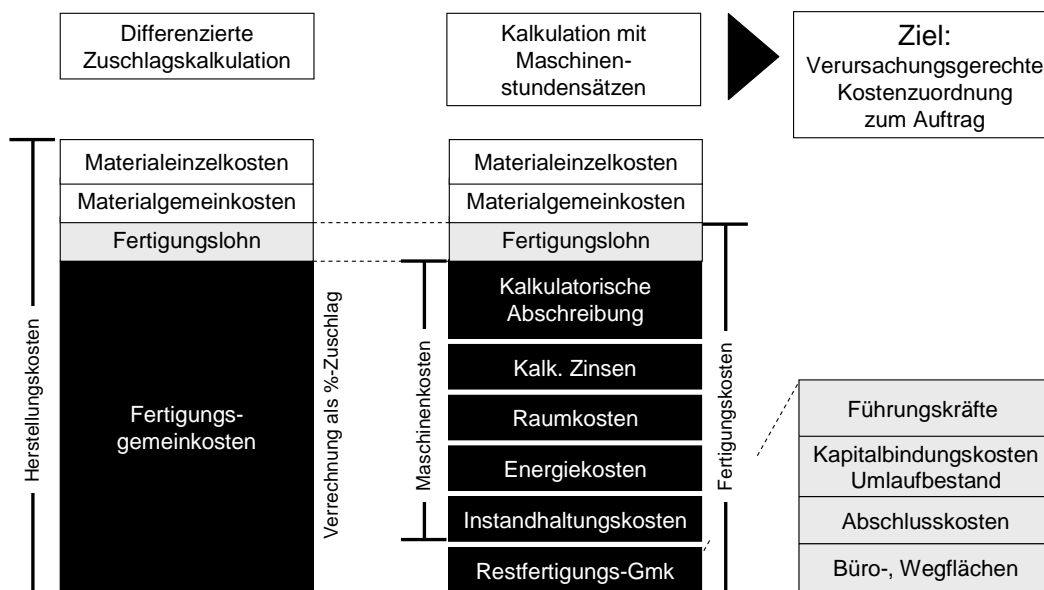 Differenzierte
Zuschlagskalkulation
Kalkulation mit
Maschinen-
stundensätzen
Ziel:
Verursachungsgerechte
Kostenzuordnung
zum Auftrag
Herstellungskosten
Materialeinzelkosten
Materialgemeinkosten
Fertigungslohn
Fertigungs-
gemeinkosten
Verrechnung als %-Zuschlag
Maschinenkosten
Materialeinzelkosten
Materialgemeinkosten
Fertigungslohn
Kalkulatorische
Abschreibung
Kalk. Zinsen
Raumkosten
Energiekosten
Instandhaltungskosten
Restfertigungs-Gmk
Fertigungskosten
Führungskräfte
Kapitalbindungskosten
Umlaufbestand
Abschlusskosten
Büro-, Wegflächen